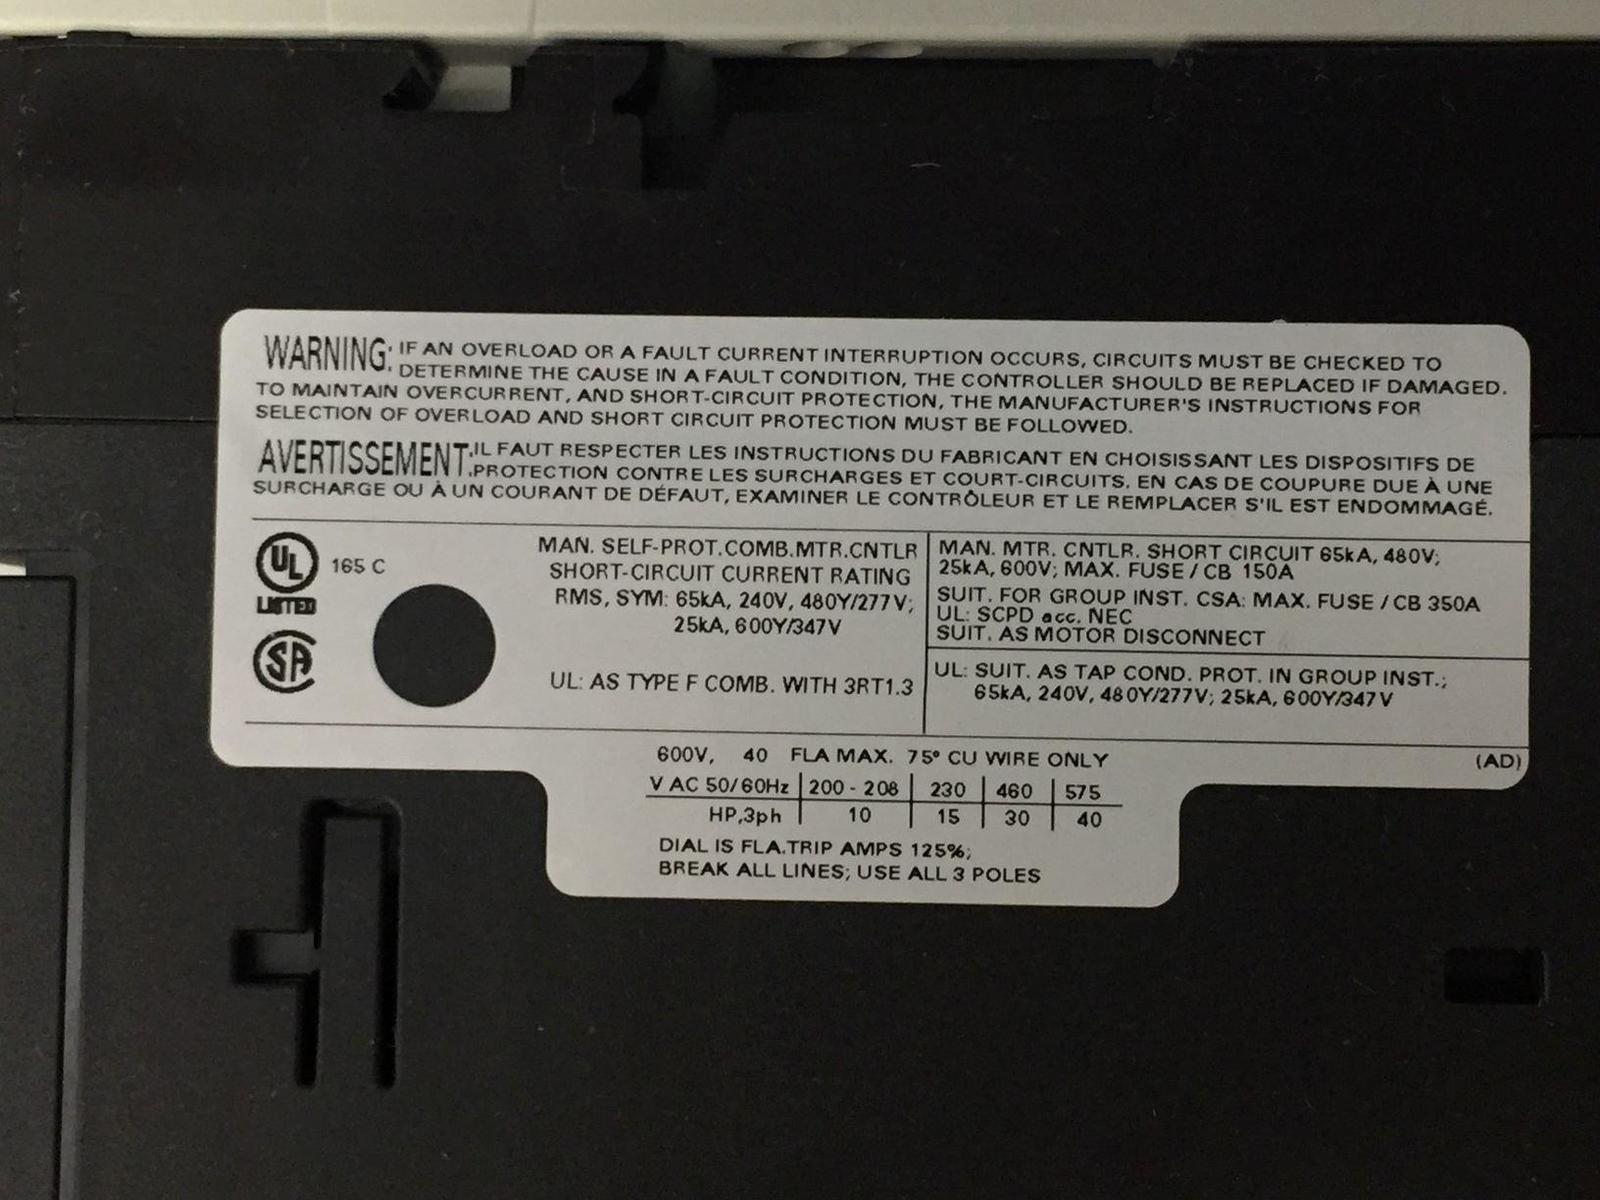 WARNING: IF AN OVERLOAD OR A FAULT CURRENT INTERRUPTION OCCURS, CIRCUITS MUST BE CHECKED TO
DETERMINE THE CAUSE IN A FAULT CONDITION, THE CONTROLLER SHOULD BE REPLACED IF DAMAGED.
TO MAINTAIN OVERCURRENT, AND SHORT-CIRCUIT PROTECTION, THE MANUFACTURER'S INSTRUCTIONS FOR
SELECTION OF OVERLOAD AND SHORT CIRCUIT PROTECTION MUST BE FOLLOWED.
AVERTISSEMENT: IL FAUT RESPECTER LES INSTRUCTIONS DU FABRICANT EN CHOISISSANT LES DISPOSITIFS DE
PROTECTION CONTRE LES SURCHARGES ET COURT-CIRCUITS. EN CAS DE COUPURE DUE À UNE
SURCHARGE OU À UN COURANT DE DÉFAUT, EXAMINER LE CONTRÔLEUR ET LE REMPLACER S'IL EST ENDOMMAGÉ.
UL 165 C
LISTED
SA
MAN. SELF-PROT.COMB.MTR.CNTLR
SHORT-CIRCUIT CURRENT RATING
RMS, SYM: 65kA, 240V, 480Y/277V;
25kA, 600Y/347V
UL: AS TYPE F COMB. WITH 3RT1.3
MAN. MTR. CNTLR. SHORT CIRCUIT 65kA, 480V;
25kA, 600V; MAX. FUSE / CB 150A
SUIT. FOR GROUP INST. CSA: MAX. FUSE / CB 350A
UL: SCPD acc. NEC
SUIT. AS MOTOR DISCONNECT
UL: SUIT. AS TAP COND. PROT. IN GROUP INST.;
65kA, 240V, 480Y/277V; 25kA, 600Y/347V
600V, 40 FLA MAX. 75° CU WIRE ONLY (AD)
V AC 50/60Hz 200 - 208 230 460 575
HP,3ph 10 15 30 40
DIAL IS FLA.TRIP AMPS 125%;
BREAK ALL LINES; USE ALL 3 POLES